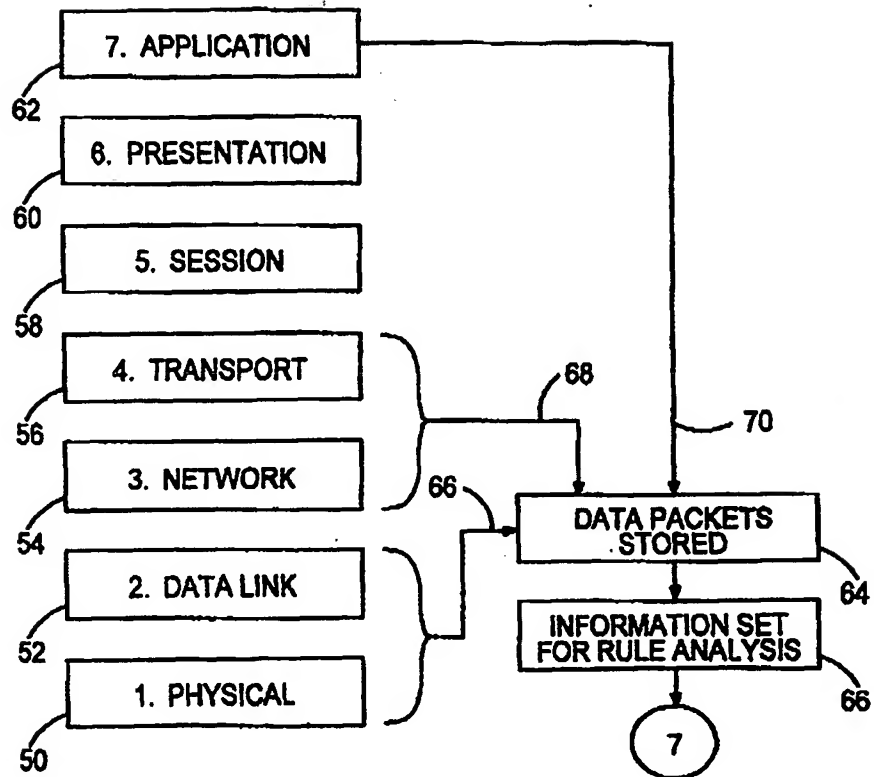 7. APPLICATION
62
6. PRESENTATION
60
5. SESSION
58
4. TRANSPORT
56
68
70
3. NETWORK
54
66
DATA PACKETS
STORED
64
2. DATA LINK
52
INFORMATION SET
FOR RULE ANALYSIS
66
1. PHYSICAL
50
7